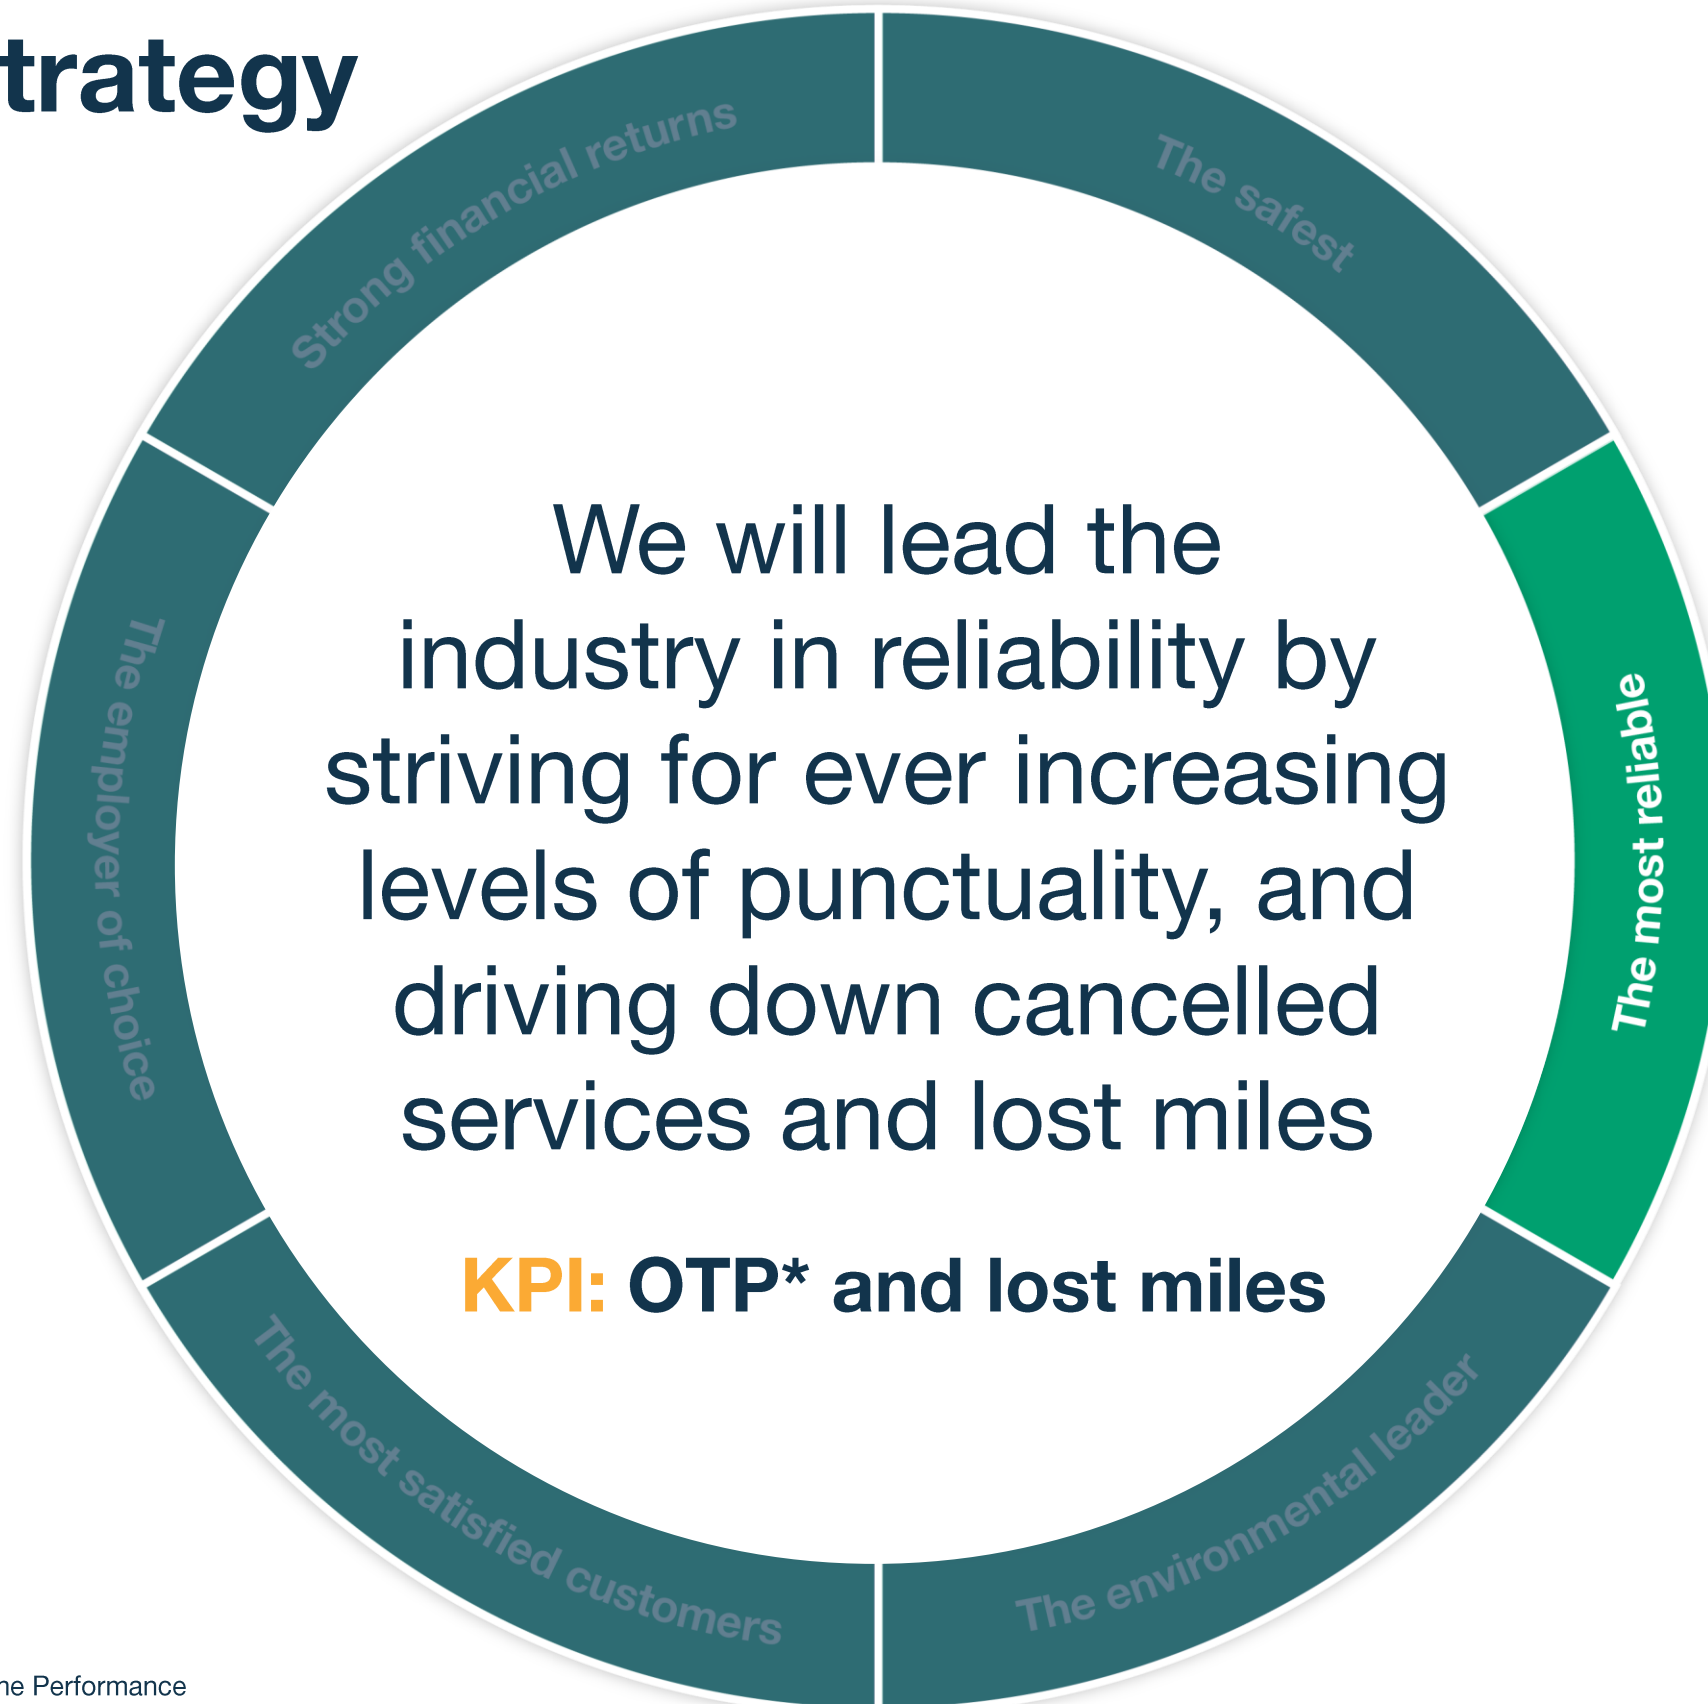 trategy
Strong financial returns
The safest
The most reliable
The environmental leader
The most satisfied customers
The employer of choice
We will lead the
industry in reliability by
striving for ever increasing
levels of punctuality, and
driving down cancelled
services and lost miles
KPI: OTP* and lost miles
ne Performance